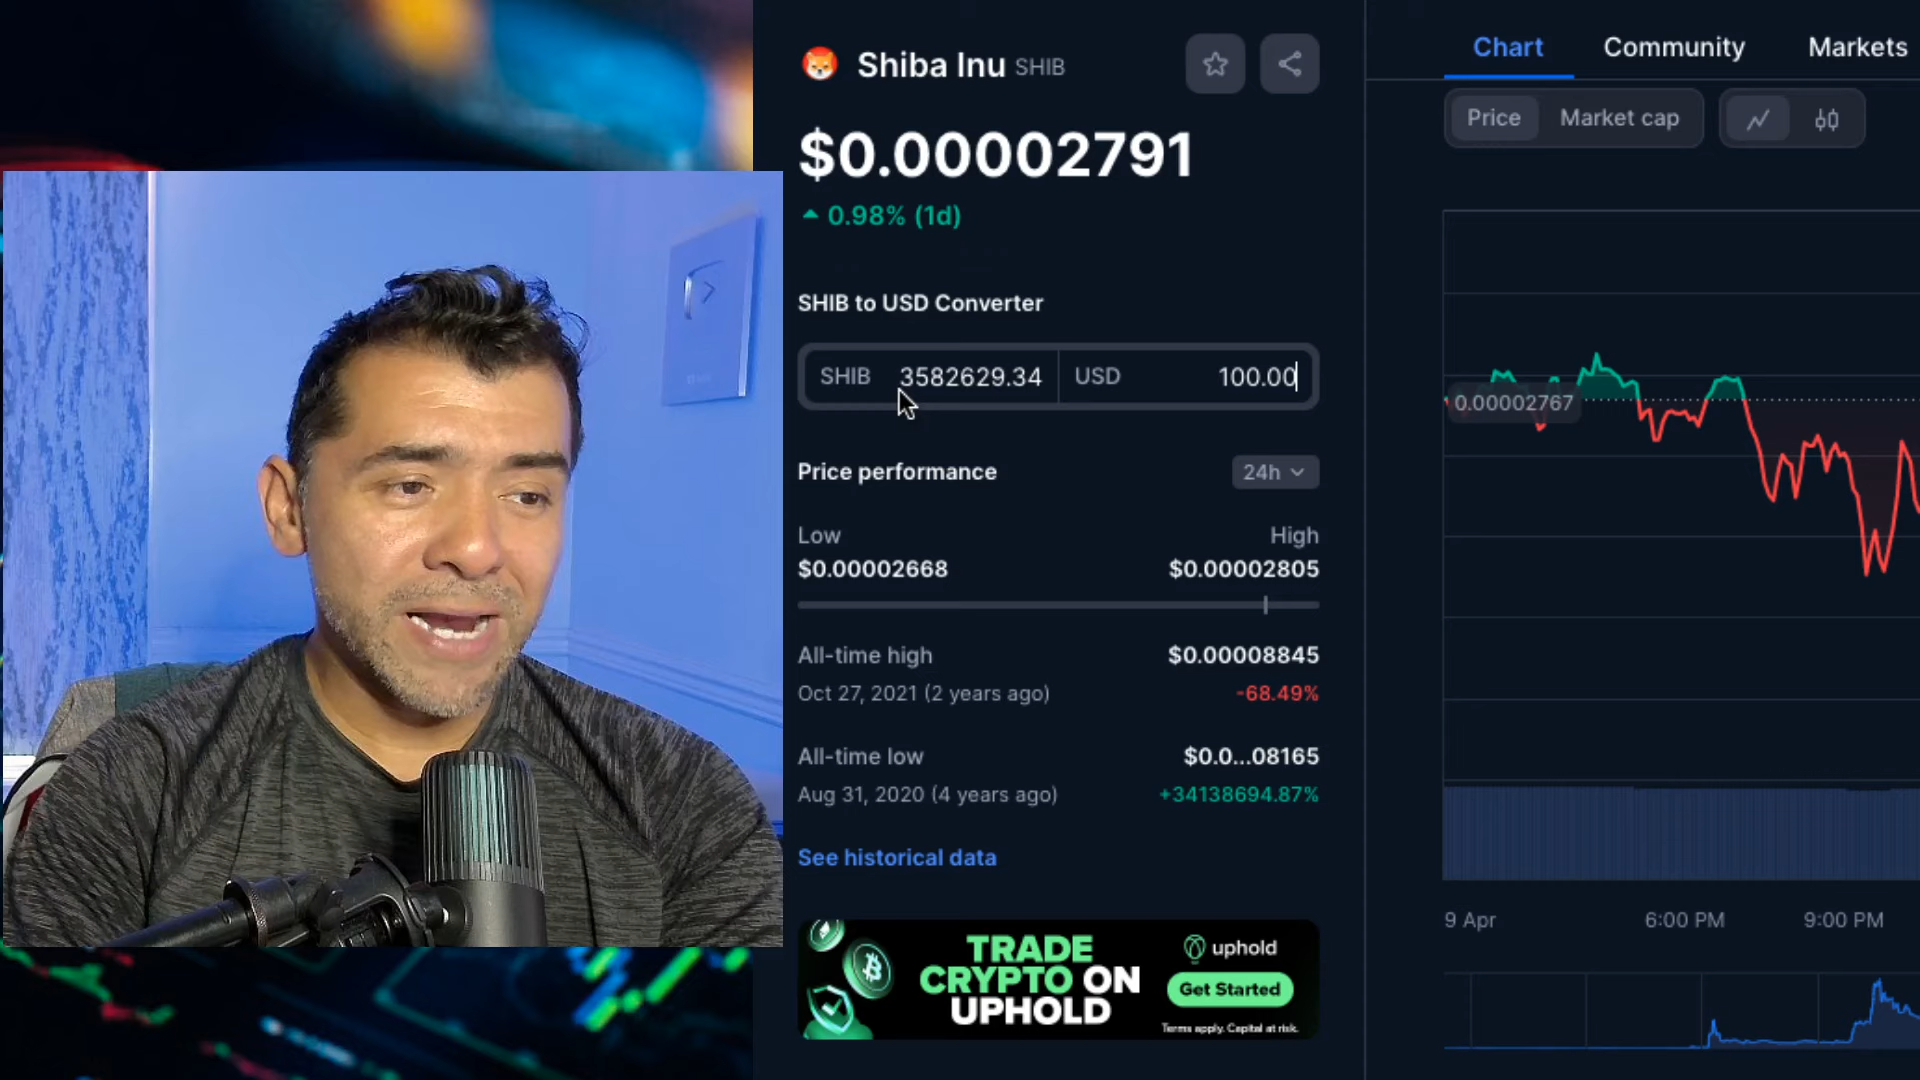 Shiba Inu SHIB
$0.00002791
0.98% (1d)
SHIB to USD Converter
SHIB 3582629.34 USD 100.00
Price performance 24h
Low High
$0.00002668 $0.00002805
All-time high $0.00008845
Oct 27, 2021 (2 years ago) -68.49%
All-time low $0.0...08165
Aug 31, 2020 (4 years ago) +34138694.87%
See historical data
TRADE
CRYPTO ON
UPHOLD
uphold
Get Started
Terms apply. Capital at risk.
Chart Community Markets
Price Market cap
0.00002767
9 Apr 6:00 PM 9:00 PM